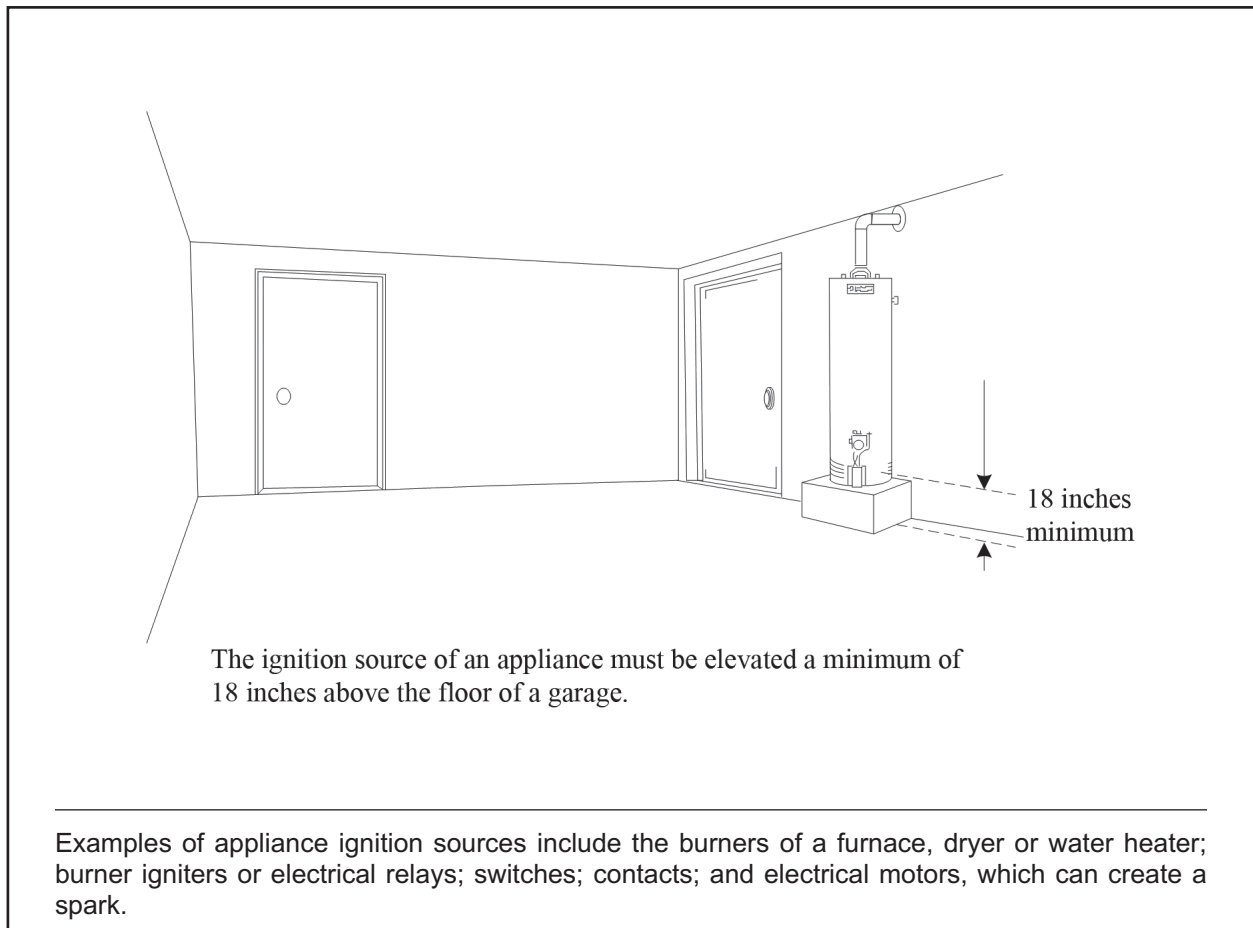 18 inches
minimum
The ignition source of an appliance must be elevated a minimum of
18 inches above the floor of a garage.
Examples of appliance ignition sources include the burners of a furnace, dryer or water heater;
burner igniters or electrical relays; switches; contacts; and electrical motors, which can create a
spark.